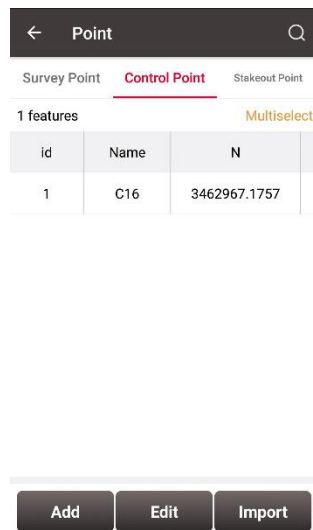 Point
Survey Point Control Point Stakeout Point
1 features Multiselect
id Name N
1 C16 3462967.1757
Add Edit Import